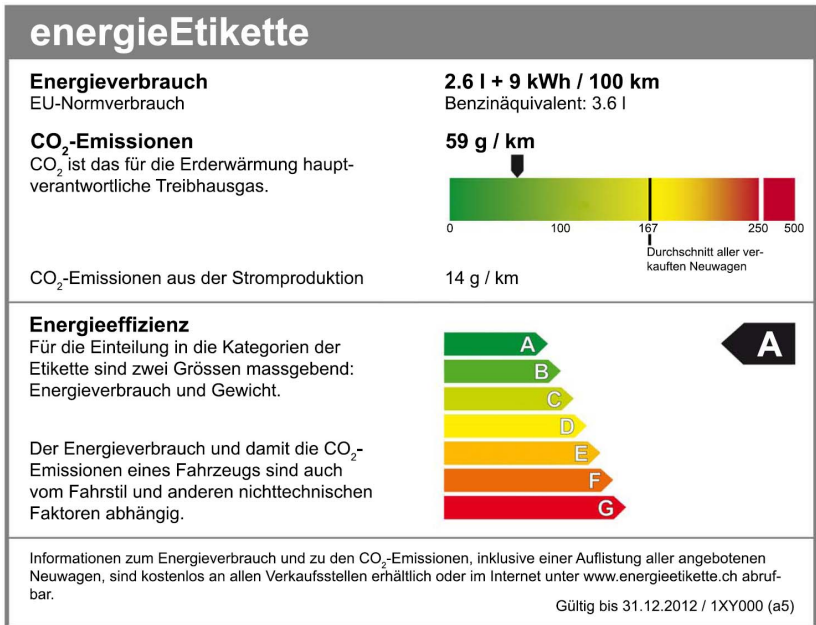 energieEtikette
Energieverbrauch
EU-Normverbrauch
2.6 l + 9 kWh / 100 km
Benzinäquivalent: 3.6 l
CO₂-Emissionen
CO₂ ist das für die Erderwärmung haupt-
verantwortliche Treibhausgas.
59 g / km
0 100 167 250 500
Durchschnitt aller ver-
kauften Neuwagen
CO₂-Emissionen aus der Stromproduktion
14 g / km
Energieeffizienz
Für die Einteilung in die Kategorien der
Etikette sind zwei Grössen massgebend:
Energieverbrauch und Gewicht.
Der Energieverbrauch und damit die CO₂-
Emissionen eines Fahrzeugs sind auch
vom Fahrstil und anderen nichttechnischen
Faktoren abhängig.
A
B
C
D
E
F
G
A
Informationen zum Energieverbrauch und zu den CO₂-Emissionen, inklusive einer Auflistung aller angebotenen
Neuwagen, sind kostenlos an allen Verkaufsstellen erhältlich oder im Internet unter www.energieetikette.ch abruf-
bar.
Gültig bis 31.12.2012 / 1XY000 (a5)